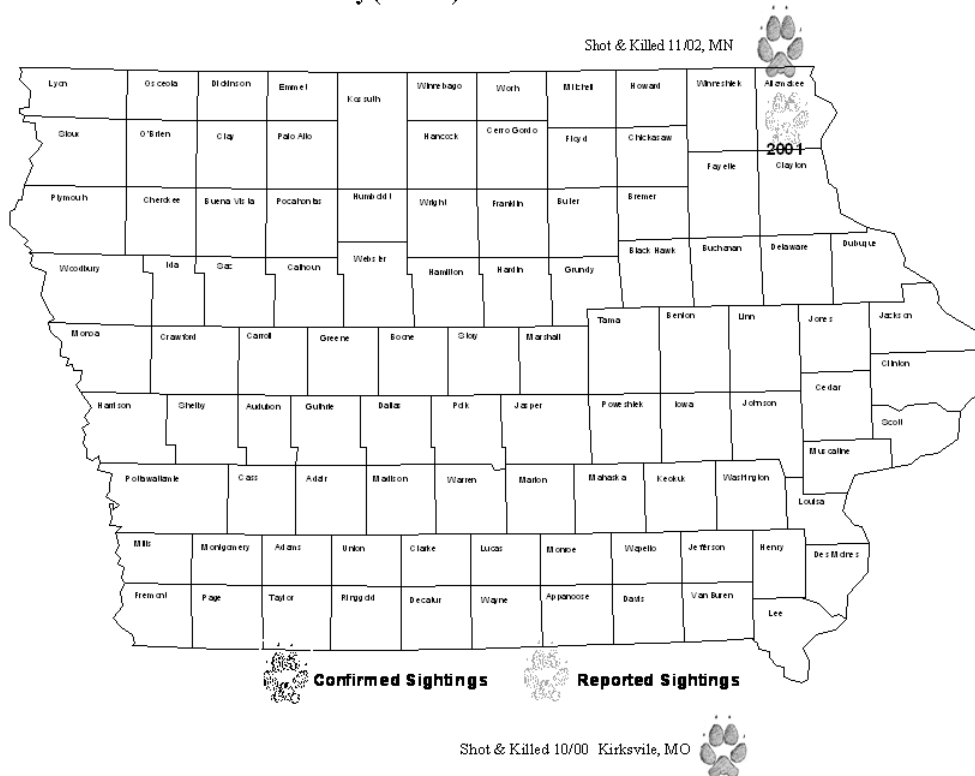 Shot & Killed 11/02, MN
Lyon Osceola Dickinson Emmet Kossuth Winnebago Worth Mitchell Howard Winneshiek Allamakee
Sioux O'Brien Clay Palo Alto Hancock Cerro Gordo Floyd Chickasaw
2001
Fayette Clayton
Plymouth Cherokee Buena Vista Pocahontas Humboldt Wright Franklin Butler Bremer
Woodbury Ida Sac Calhoun Webster Hamilton Hardin Grundy Black Hawk Buchanan Delaware Dubuque
Monona Crawford Carroll Greene Boone Story Marshall Tama Benton Linn Jones Jackson
Clinton
Harrison Shelby Audubon Guthrie Dallas Polk Jasper Poweshiek Iowa Johnson Cedar
Scott
Muscatine
Pottawattamie Cass Adair Madison Warren Marion Mahaska Keokuk Washington
Louisa
Mills Montgomery Adams Union Clarke Lucas Monroe Wapello Jefferson Henry Des Moines
Fremont Page Taylor Ringgold Decatur Wayne Appanoose Davis Van Buren
Lee
Confirmed Sightings Reported Sightings
Shot & Killed 10/00 Kirksvile, MO